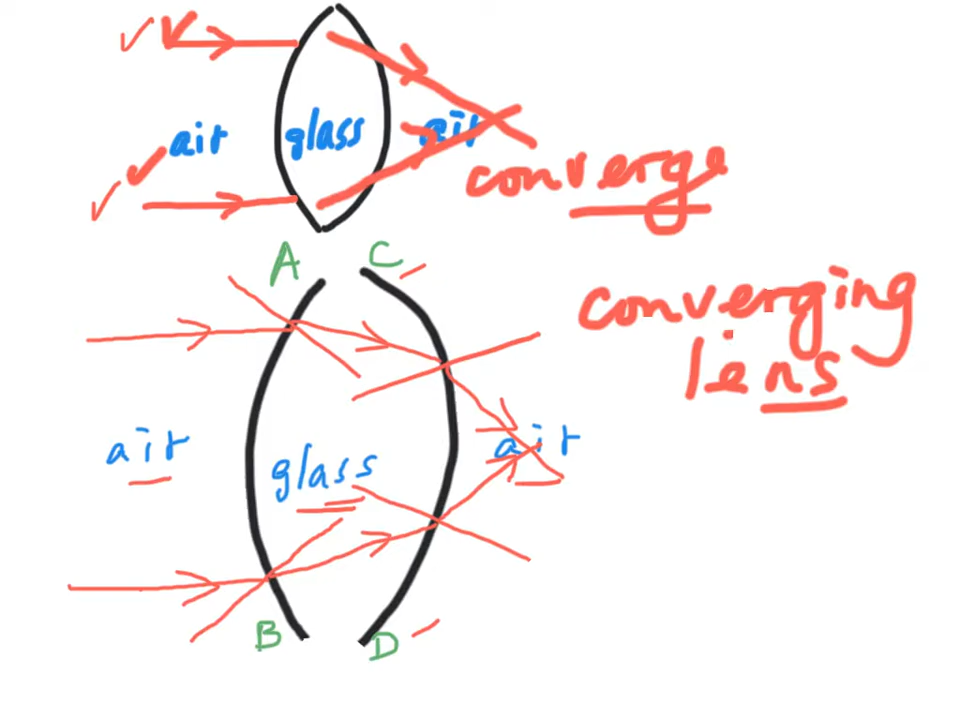 air glass air
converge
A C
converging
lens
air glass air
B D